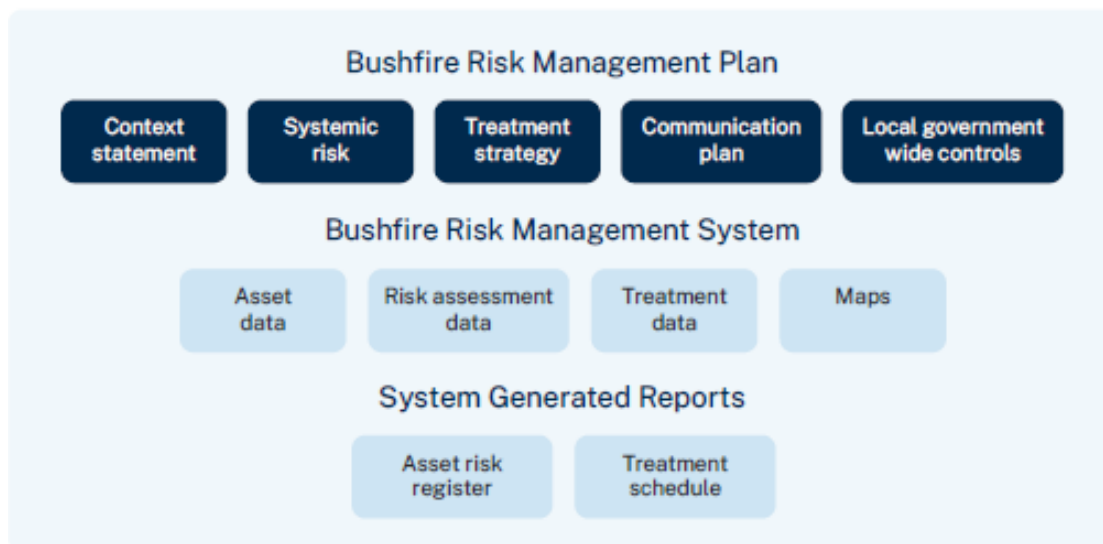 Bushfire Risk Management Plan
Context
statement
Systemic
risk
Treatment
strategy
Communication
plan
Local government
wide controls
Bushfire Risk Management System
Asset
data
Risk assessment
data
Treatment
data
Maps
System Generated Reports
Asset risk
register
Treatment
schedule